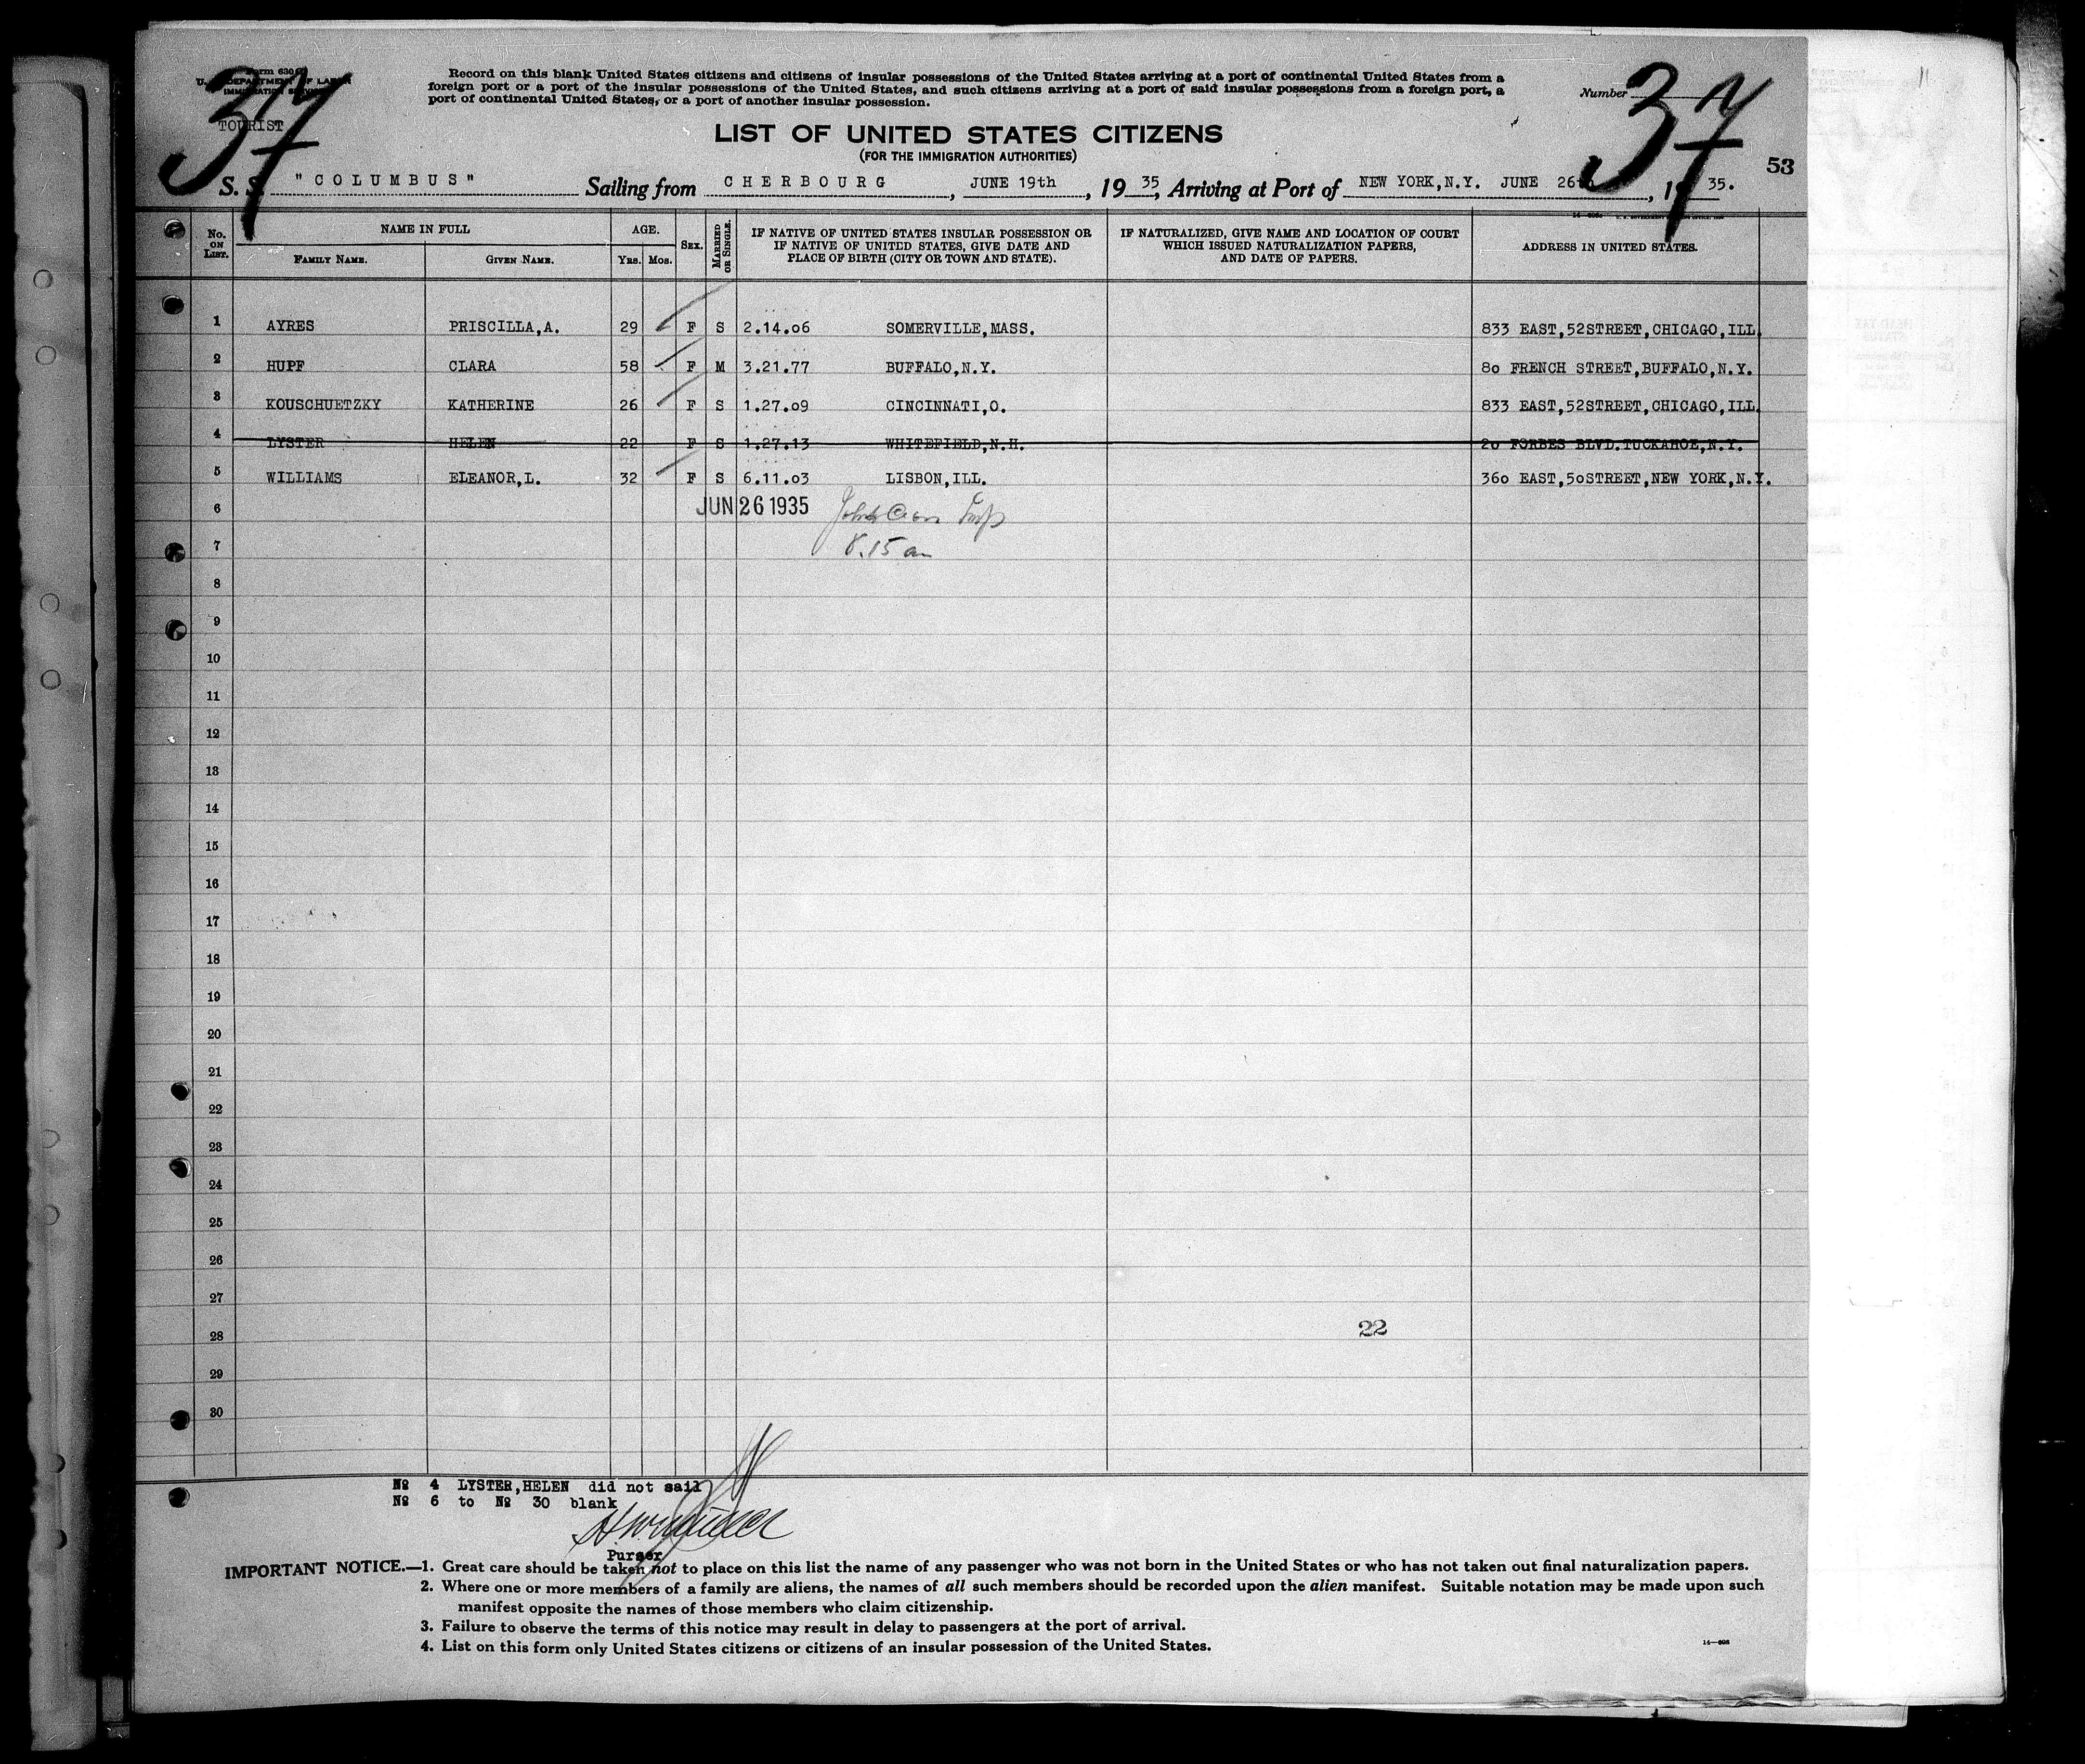 Form 630
U. S. DEPARTMENT OF LABOR
IMMIGRATION SERVICE
TOURIST
37
Record on this blank United States citizens and citizens of insular possessions of the United States arriving at a port of continental United States from a
foreign port or a port of the insular possessions of the United States, and such citizens arriving at a port of said insular possessions from a foreign port, a
port of continental United States, or a port of another insular possession.
Number
37
53
LIST OF UNITED STATES CITIZENS
(FOR THE IMMIGRATION AUTHORITIES)
S. S. "COLUMBUS" Sailing from CHERBOURG, JUNE 19th, 1935, Arriving at Port of NEW YORK,N.Y. JUNE 26th, 1935.
No. ON LIST. NAME IN FULL AGE. SEX. MARRIED OR SINGLE. IF NATIVE OF UNITED STATES INSULAR POSSESSION OR IF NATIVE OF UNITED STATES, GIVE DATE AND PLACE OF BIRTH (CITY OR TOWN AND STATE). IF NATURALIZED, GIVE NAME AND LOCATION OF COURT WHICH ISSUED NATURALIZATION PAPERS, AND DATE OF PAPERS. ADDRESS IN UNITED STATES.
FAMILY NAME. GIVEN NAME. YRS. MOS.
1 AYRES PRISCILLA,A. 29 F S 2.14.06 SOMERVILLE,MASS. 833 EAST,52STREET,CHICAGO,ILL.
2 HUPF CLARA 58 F M 3.21.77 BUFFALO,N.Y. 80 FRENCH STREET,BUFFALO,N.Y.
3 KOUSCHUETZKY KATHERINE 26 F S 1.27.09 CINCINNATI,O. 833 EAST,52STREET,CHICAGO,ILL
4 LYSTER HELEN 22 F S 1.27.13 WHITEFIELD,N.H. 20 FORBES BLVD.TUCKAHOE,N.Y.
5 WILLIAMS ELEANOR,L. 32 F S 6.11.03 LISBON,ILL. 360 EAST,50STREET,NEW YORK,N.Y.
6 JUN 26 1935
7 8.15 am
8
9
10
11
12
13
14
15
16
17
18
19
20
21
22
23
24
25
26
27
28 22
29
30
№ 4 LYSTER,HELEN did not sail
№ 6 to № 30 blank
Purser
IMPORTANT NOTICE.—1. Great care should be taken not to place on this list the name of any passenger who was not born in the United States or who has not taken out final naturalization papers.
2. Where one or more members of a family are aliens, the names of all such members should be recorded upon the alien manifest. Suitable notation may be made upon such
manifest opposite the names of those members who claim citizenship.
3. Failure to observe the terms of this notice may result in delay to passengers at the port of arrival.
4. List on this form only United States citizens or citizens of an insular possession of the United States.